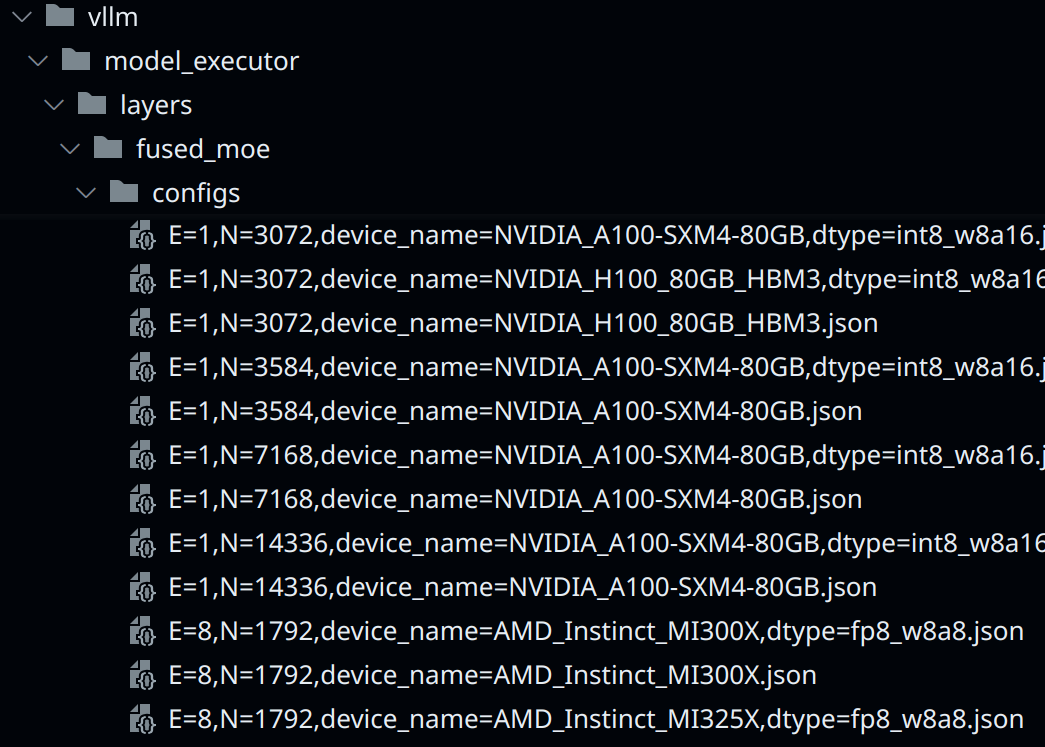 vllm
model_executor
layers
fused_moe
configs
E=1,N=3072,device_name=NVIDIA_A100-SXM4-80GB,dtype=int8_w8a16.j
E=1,N=3072,device_name=NVIDIA_H100_80GB_HBM3,dtype=int8_w8a16
E=1,N=3072,device_name=NVIDIA_H100_80GB_HBM3.json
E=1,N=3584,device_name=NVIDIA_A100-SXM4-80GB,dtype=int8_w8a16.j
E=1,N=3584,device_name=NVIDIA_A100-SXM4-80GB.json
E=1,N=7168,device_name=NVIDIA_A100-SXM4-80GB,dtype=int8_w8a16.j
E=1,N=7168,device_name=NVIDIA_A100-SXM4-80GB.json
E=1,N=14336,device_name=NVIDIA_A100-SXM4-80GB,dtype=int8_w8a16
E=1,N=14336,device_name=NVIDIA_A100-SXM4-80GB.json
E=8,N=1792,device_name=AMD_Instinct_MI300X,dtype=fp8_w8a8.json
E=8,N=1792,device_name=AMD_Instinct_MI300X.json
E=8,N=1792,device_name=AMD_Instinct_MI325X,dtype=fp8_w8a8.json